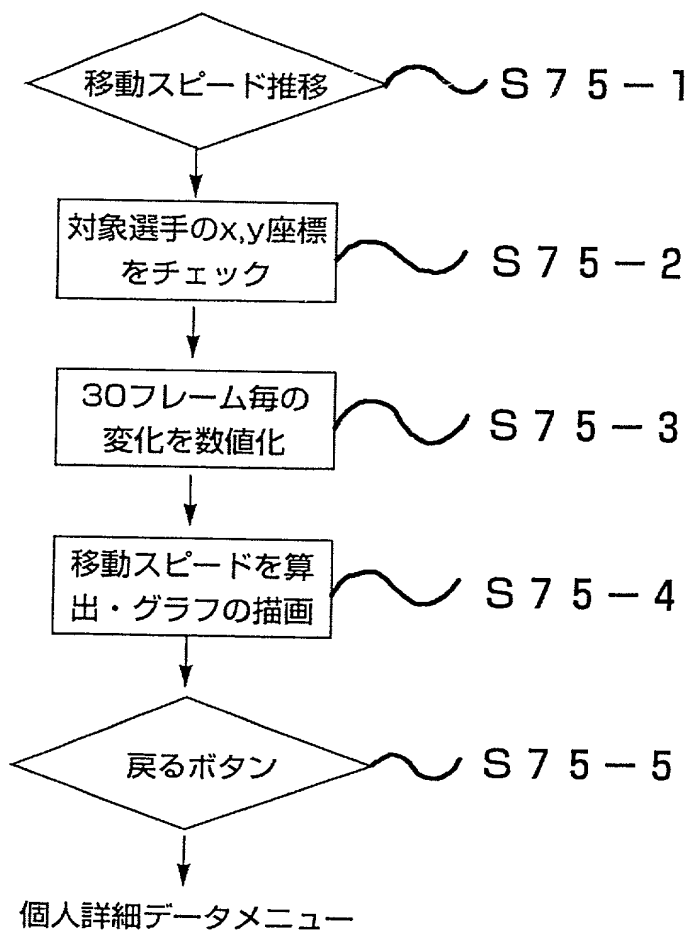 移動スピード推移
S75-1
対象選手のx,y座標
をチェック
S75-2
30フレーム毎の
変化を数値化
S75-3
移動スピードを算
出・グラフの描画
S75-4
戻るボタン
S75-5
個人詳細データメニュー